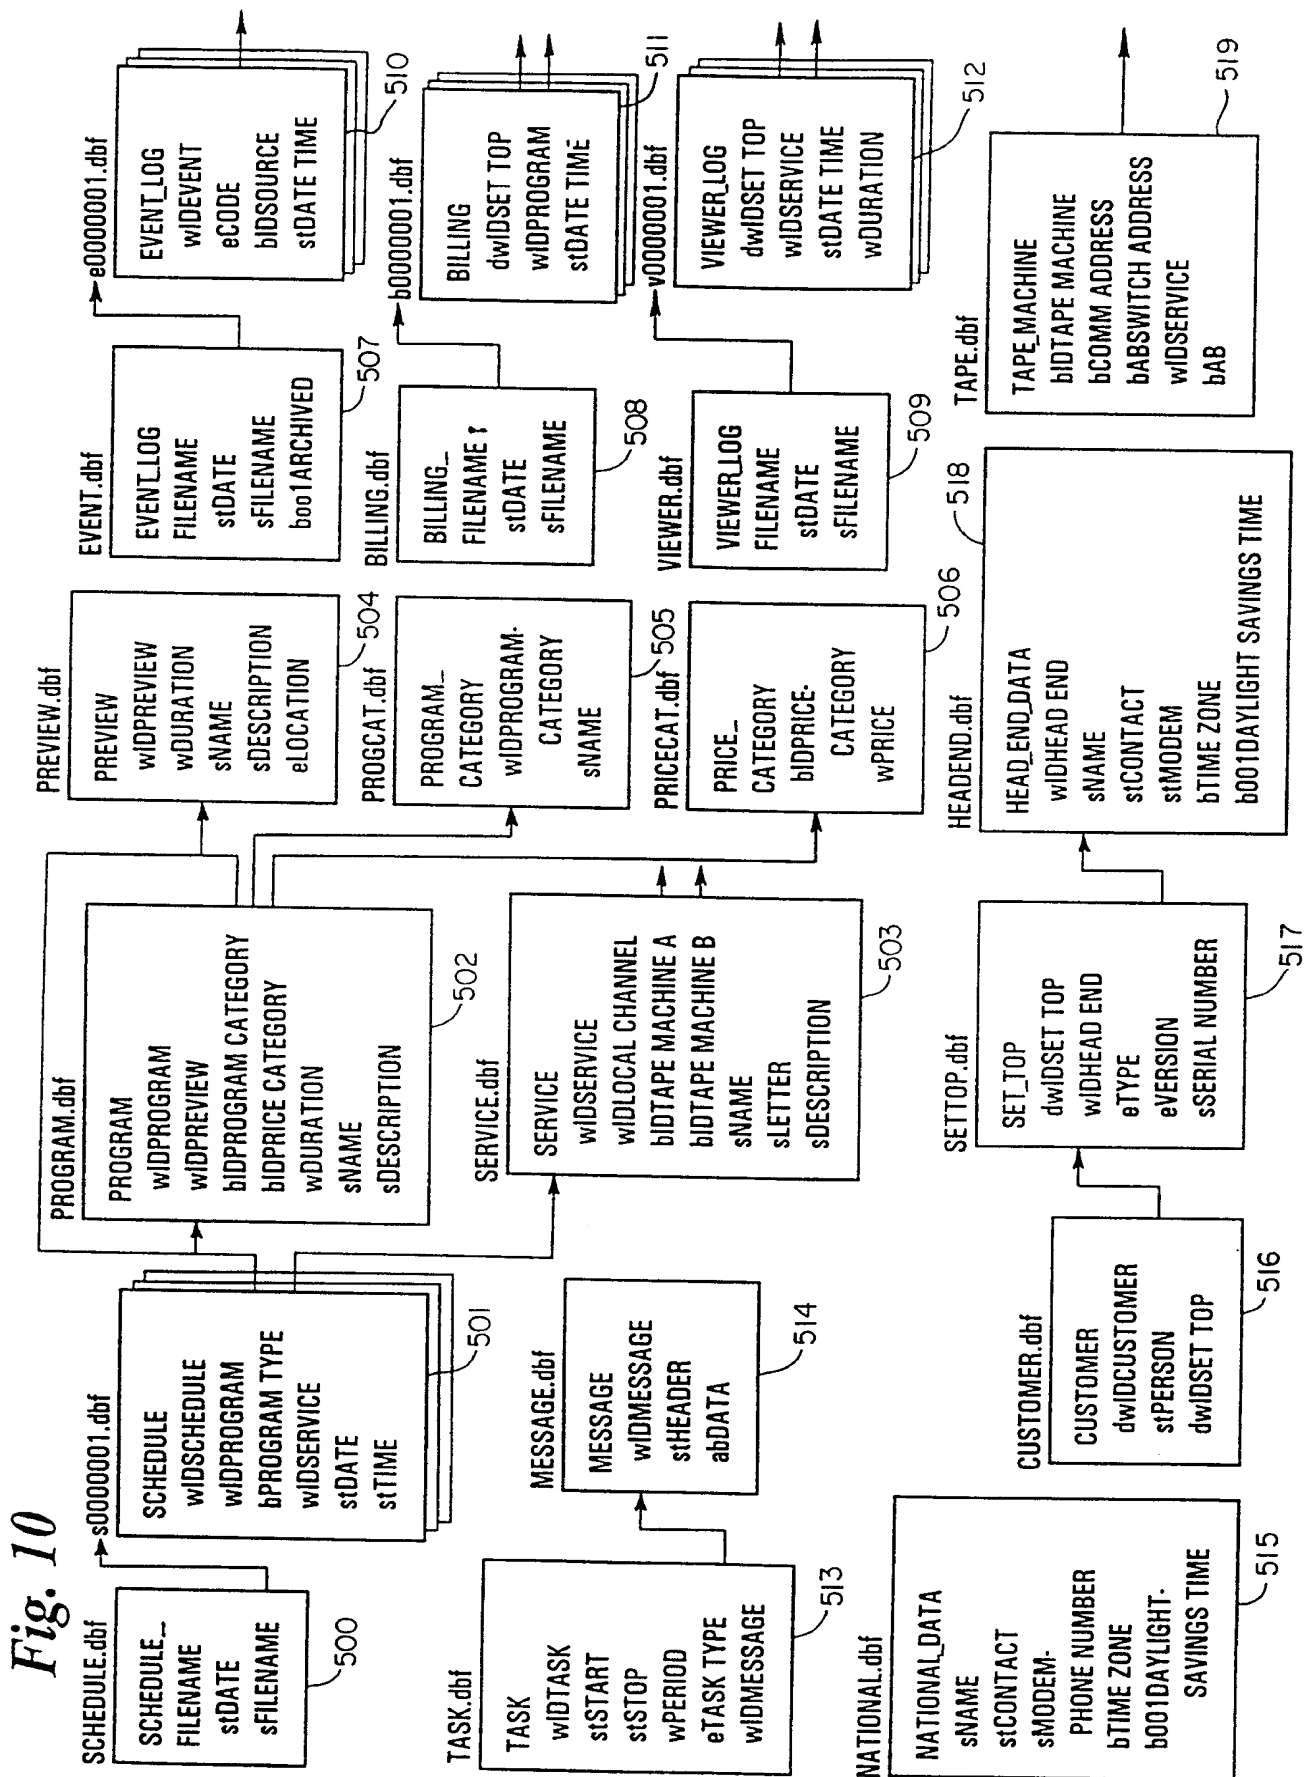 Fig. 10
SCHEDULE.dbf
SCHEDULE_
FILENAME
stDATE
sFILENAME
500
s0000001.dbf
SCHEDULE
wIDSCHEDULE
wIDPROGRAM
bPROGRAM TYPE
wIDSERVICE
stDATE
stTIME
501
PROGRAM.dbf
PROGRAM
wIDPROGRAM
wIDPREVIEW
bIDPROGRAM CATEGORY
bIDPRICE CATEGORY
wDURATION
sNAME
sDESCRIPTION
502
SERVICE.dbf
SERVICE
wIDSERVICE
wIDLOCAL CHANNEL
bIDTAPE MACHINE A
bIDTAPE MACHINE B
sNAME
sLETTER
sDESCRIPTION
503
PREVIEW.dbf
PREVIEW
wIDPREVIEW
wDURATION
sNAME
sDESCRIPTION
eLOCATION
504
PROGCAT.dbf
PROGRAM_
CATEGORY
wIDPROGRAM-
CATEGORY
sNAME
505
PRICECAT.dbf
PRICE_
CATEGORY
bIDPRICE-
CATEGORY
wPRICE
506
EVENT.dbf
EVENT_LOG
FILENAME
stDATE
sFILENAME
boo1ARCHIVED
507
BILLING.dbf
BILLING_
FILENAME
stDATE
sFILENAME
508
VIEWER.dbf
VIEWER_LOG
FILENAME
stDATE
sFILENAME
509
e0000001.dbf
EVENT_LOG
wIDEVENT
eCODE
bIDSOURCE
stDATE TIME
510
b0000001.dbf
BILLING
dwIDSET TOP
wIDPROGRAM
stDATE TIME
511
v0000001.dbf
VIEWER_LOG
dwIDSET TOP
wIDSERVICE
stDATE TIME
wDURATION
512
TASK.dbf
TASK
wIDTASK
stSTART
stSTOP
wPERIOD
eTASK TYPE
wIDMESSAGE
513
MESSAGE.dbf
MESSAGE
wIDMESSAGE
stHEADER
abDATA
514
NATIONAL.dbf
NATIONAL_DATA
sNAME
stCONTACT
sMODEM-
PHONE NUMBER
bTIME ZONE
b001DAYLIGHT-
SAVINGS TIME
515
CUSTOMER.dbf
CUSTOMER
dwIDCUSTOMER
stPERSON
dwIDSET TOP
516
SETTOP.dbf
SET_TOP
dwIDSET TOP
wIDHEAD END
eTYPE
eVERSION
sSERIAL NUMBER
517
HEADEND.dbf
HEAD_END_DATA
wIDHEAD END
sNAME
stCONTACT
stMODEM
bTIME ZONE
b001DAYLIGHT SAVINGS TIME
518
TAPE.dbf
TAPE_MACHINE
bIDTAPE MACHINE
bCOMM ADDRESS
bABSWITCH ADDRESS
wIDSERVICE
bAB
519